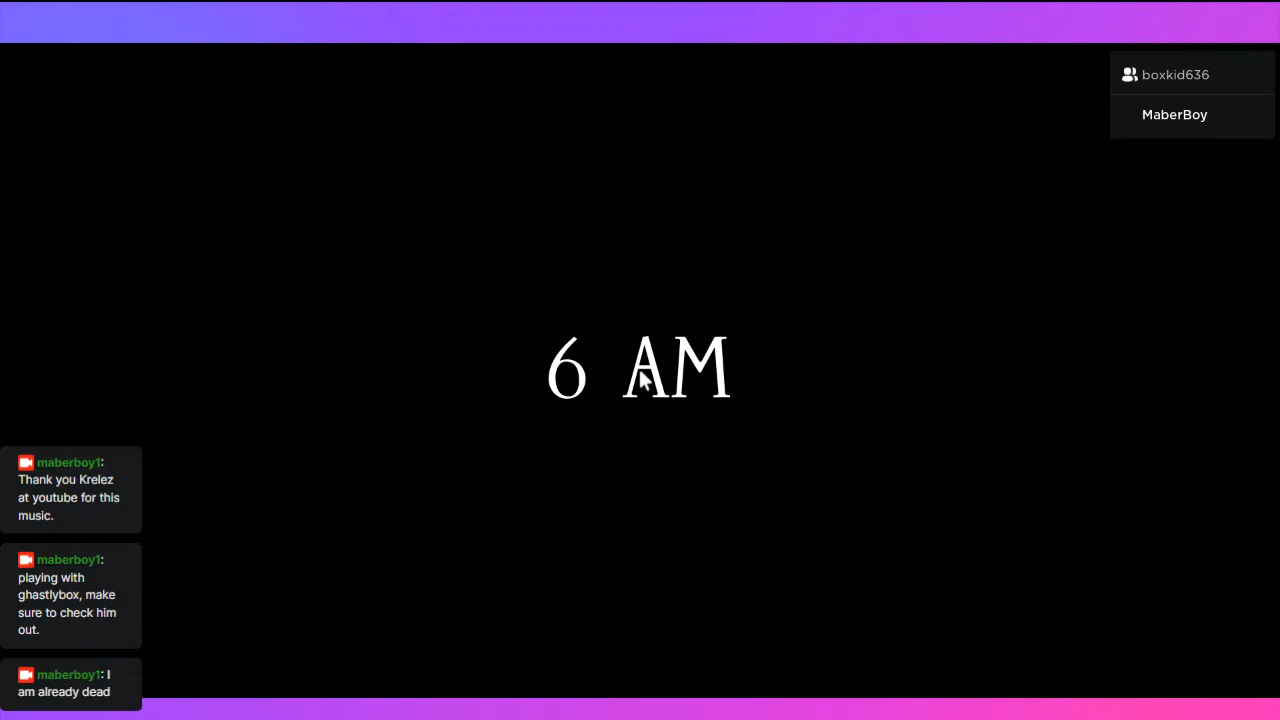 boxkid636
MaberBoy
6 AM
maberboy1:
Thank you Krelez
at youtube for this
music.
maberboy1:
playing with
ghastlybox, make
sure to check him
out.
maberboy1: I
am already dead